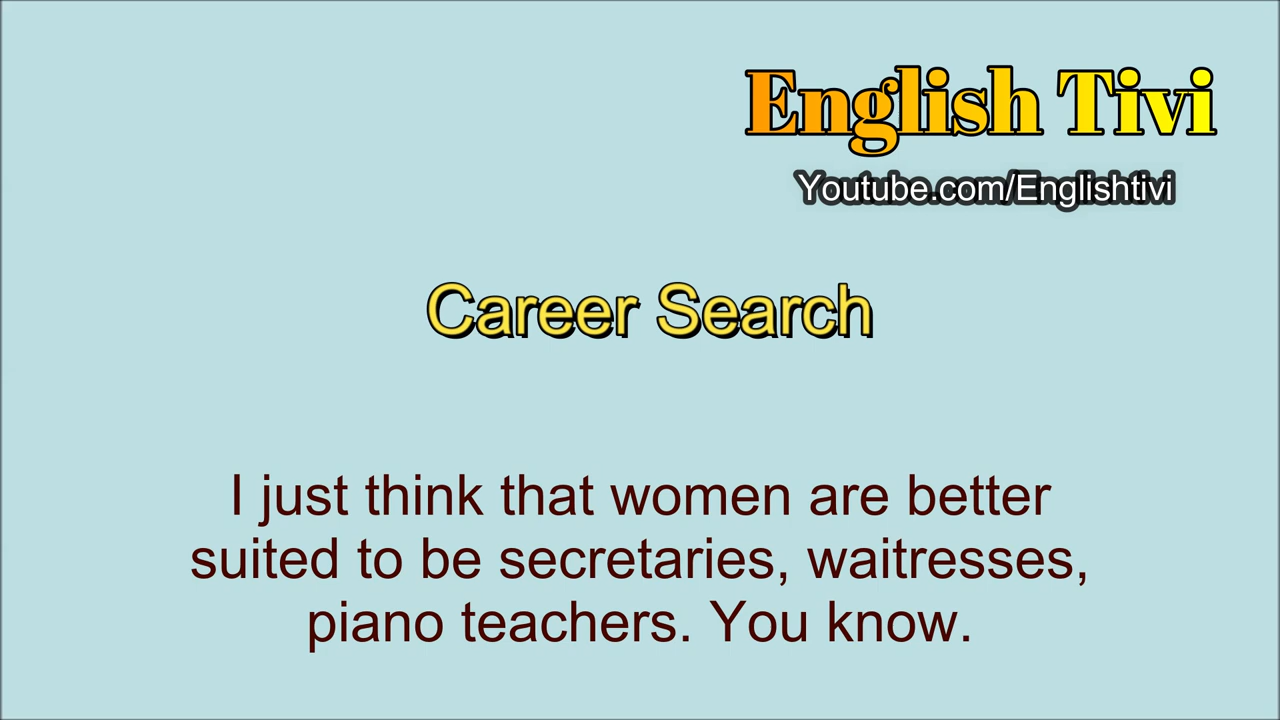 English Tivi
Youtube.com/Englishtivi
Career Search
I just think that women are better
suited to be secretaries, waitresses,
piano teachers. You know.